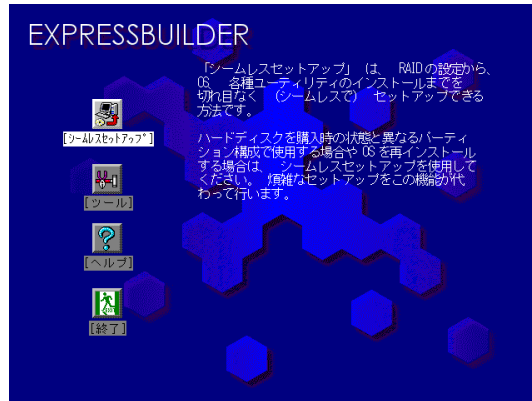 EXPRESSBUILDER
「シームレスセットアップ」 は、 RAIDの設定から、
OS、 各種ユーティリティのインストールまでを
切れ目なく （シームレスで） セットアップできる
方法です。
ハードディスクを購入時の状態と異なるパーティ
ション構成で使用する場合や OSを再インストール
する場合は、 シームレスセットアップを使用して
ください。 煩雑なセットアップをこの機能が代
わって行います。
[シームレスセットアップ]
[ツール]
[ヘルプ]
[終了]